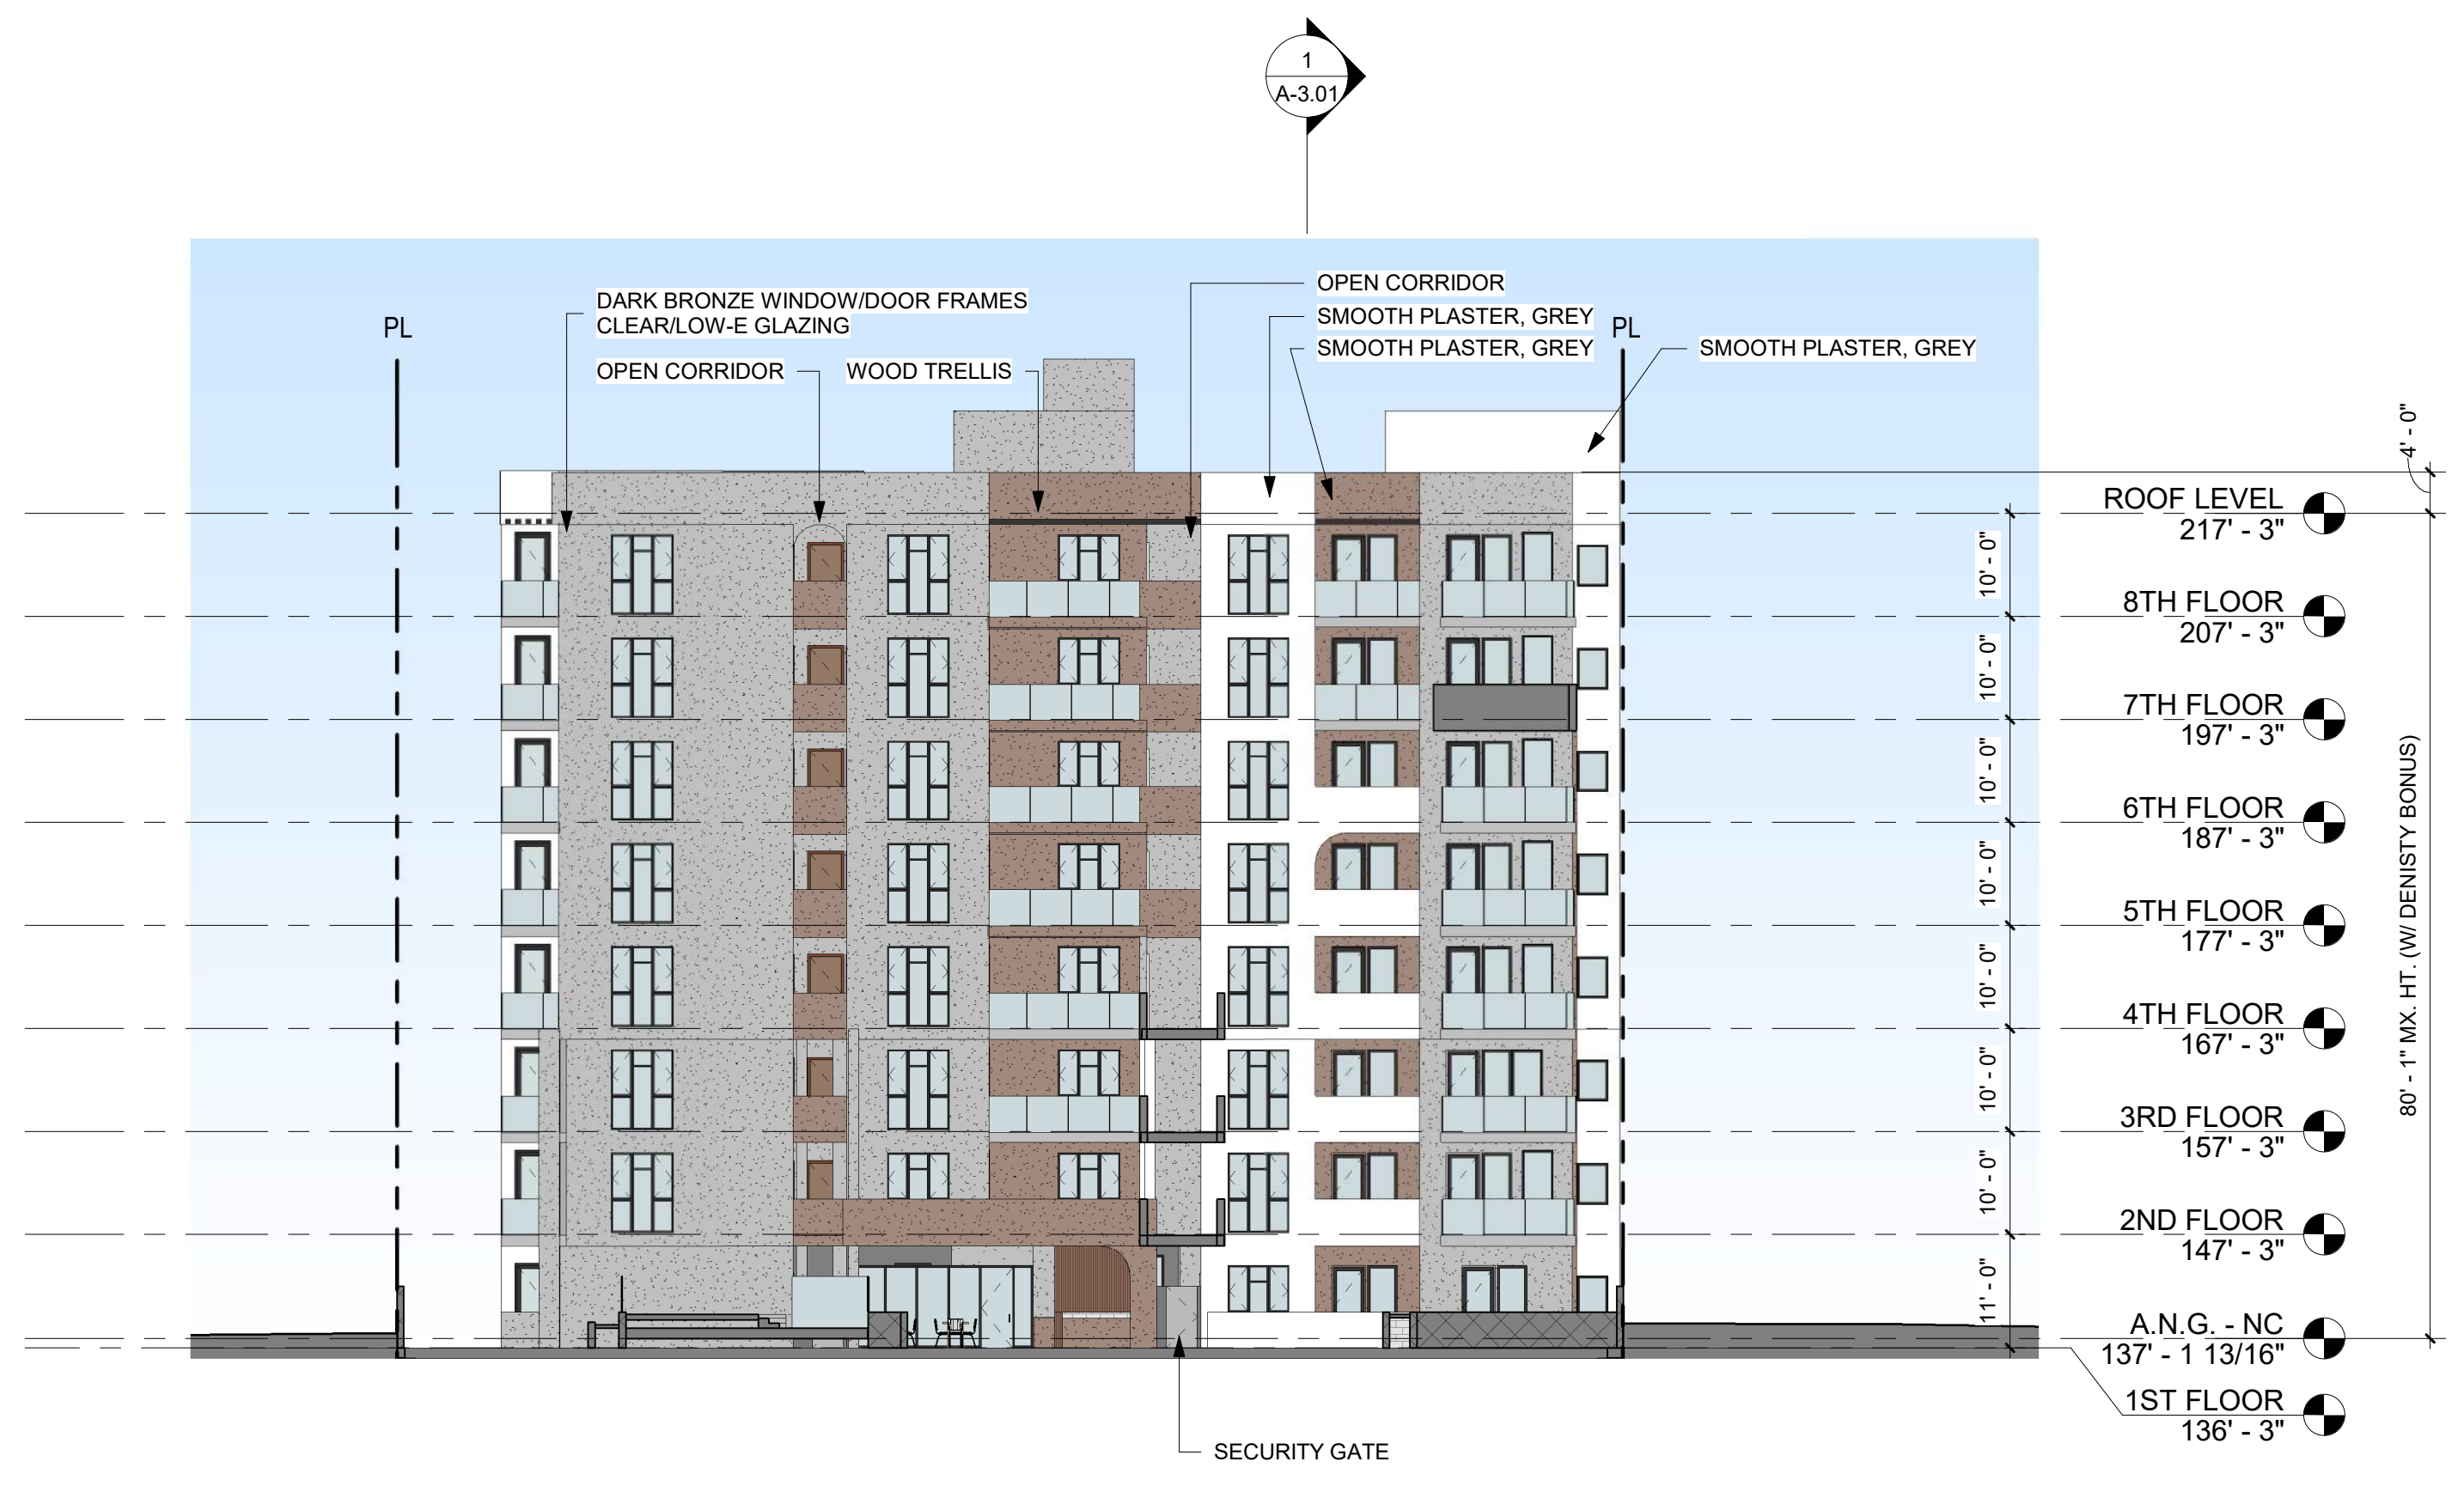 1
A-3.01
OPEN CORRIDOR
DARK BRONZE WINDOW/DOOR FRAMES
CLEAR/LOW-E GLAZING
SMOOTH PLASTER, GREY
PL
PL
SMOOTH PLASTER, GREY
SMOOTH PLASTER, GREY
OPEN CORRIDOR
WOOD TRELLIS
4' - 0"
ROOF LEVEL
217' - 3"
10' - 0"
8TH FLOOR
207' - 3"
10' - 0"
7TH FLOOR
197' - 3"
10' - 0"
6TH FLOOR
187' - 3"
10' - 0"
5TH FLOOR
177' - 3"
10' - 0"
4TH FLOOR
167' - 3"
10' - 0"
3RD FLOOR
157' - 3"
10' - 0"
2ND FLOOR
147' - 3"
11' - 0"
80' - 1" MX. HT. (W/ DENISTY BONUS)
A.N.G. - NC
137' - 1 13/16"
1ST FLOOR
136' - 3"
SECURITY GATE